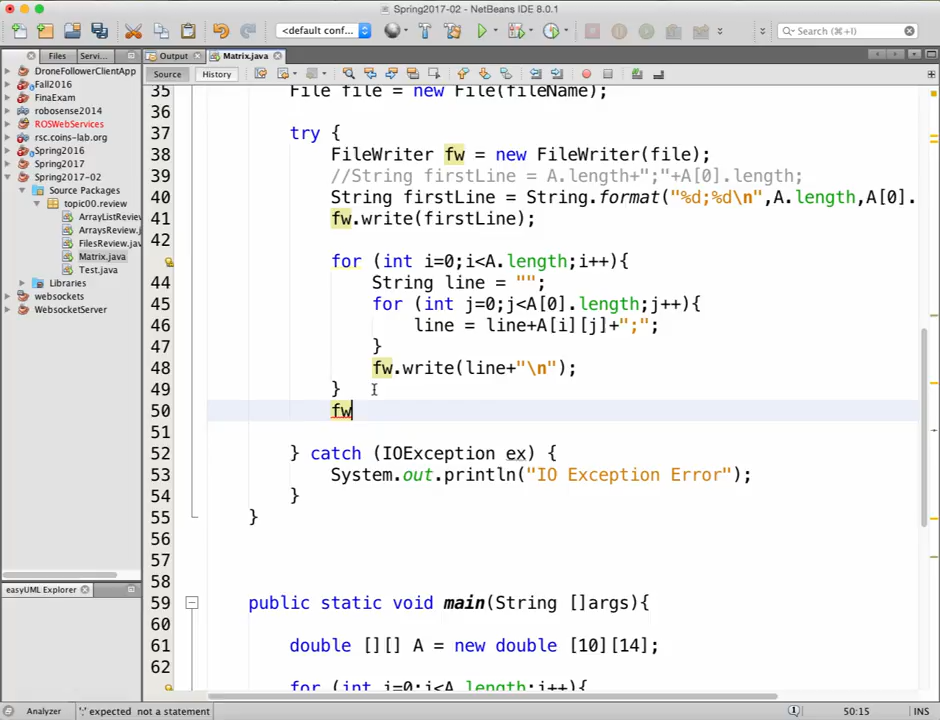 Spring2017-02 - NetBeans IDE 8.0.1
<default conf...
Search (⌘+I)
Files
Servi...
Output
Matrix.java
Source
History
DroneFollowerClientApp
Fall2016
FinaExam
robosense2014
ROSWebServices
rsc.coins-lab.org
Spring2016
Spring2017
Spring2017-02
Source Packages
topic00.review
ArrayListReview
ArraysReview.j
FilesReview.jav
Matrix.java
Test.java
Libraries
websockets
WebsocketServer
easyUML Explorer
35 File file = new File(fileName);
36
37 try {
38 FileWriter fw = new FileWriter(file);
39 //String firstLine = A.length+";"+A[0].length;
40 String firstLine = String.format("%d;%d\n",A.length,A[0].
41 fw.write(firstLine);
42
for (int i=0;i<A.length;i++){
44 String line = "";
45 for (int j=0;j<A[0].length;j++){
46 line = line+A[i][j]+";";
47 }
48 fw.write(line+"\n");
49 }
50 fw
51
52 } catch (IOException ex) {
53 System.out.println("IO Exception Error");
54 }
55 }
56
57
58
59 public static void main(String []args){
60
61 double [][] A = new double [10][14];
62
for (int i=0;i<A.length;i++){
Analyzer
';' expected not a statement
50:15
INS